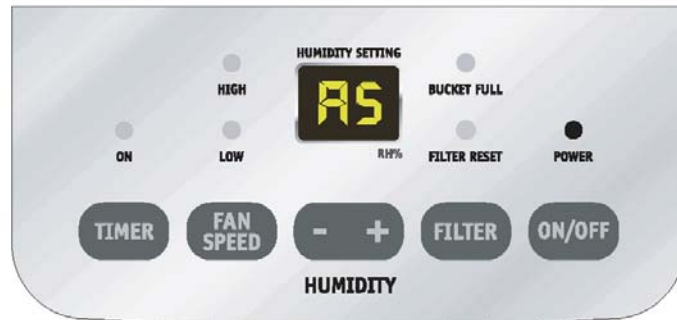 HUMIDITY SETTING
AS
RH%
HIGH
BUCKET FULL
ON
LOW
FILTER RESET
POWER
TIMER
FAN
SPEED
- +
FILTER
ON/OFF
HUMIDITY